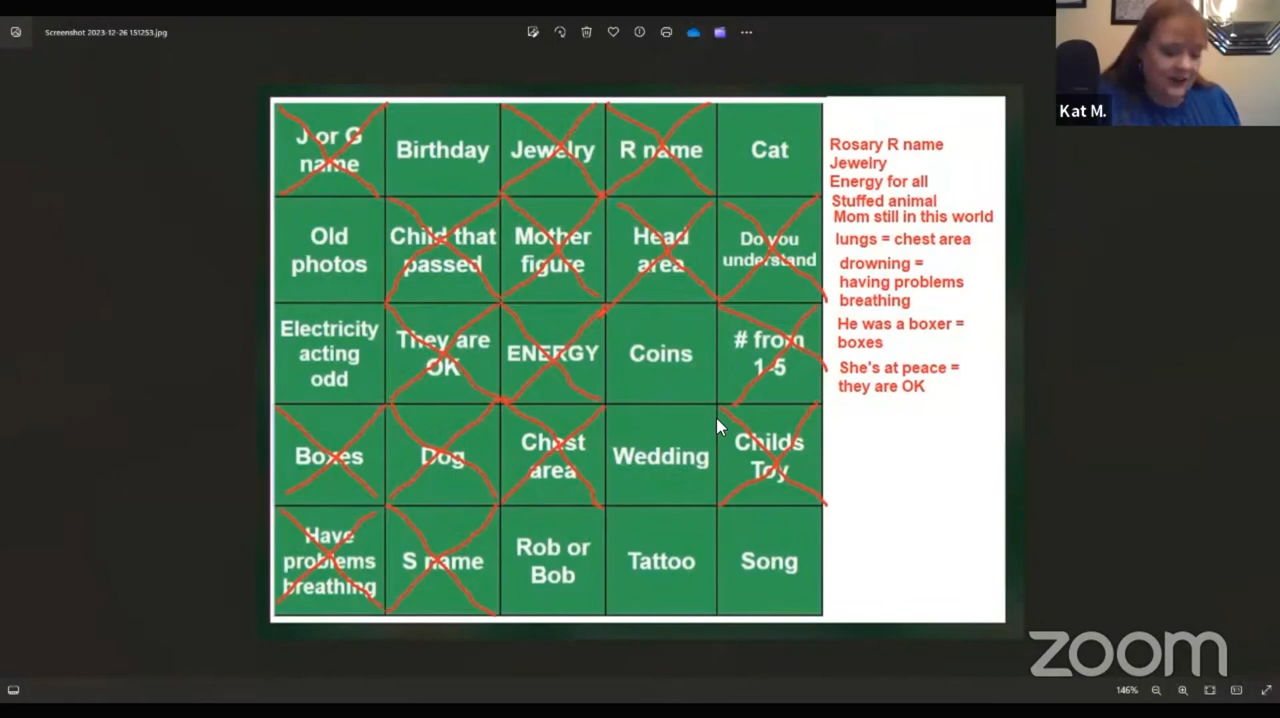 Screenshot 2023-12-26 151253.jpg
Kat M.
J or G
name
Birthday
Jewelry
R name
Cat
Old
photos
Child that
passed
Mother
figure
Head
area
Do you
understand
Electricity
acting
odd
They are
OK
ENERGY
Coins
# from
1-5
Boxes
Dog
Chest
area
Wedding
Childs
Toy
Have
problems
breathing
S name
Rob or
Bob
Tattoo
Song
Rosary R name
Jewelry
Energy for all
Stuffed animal
Mom still in this world
lungs = chest area
drowning =
having problems
breathing
He was a boxer =
boxes
She's at peace =
they are OK
zoom
146%